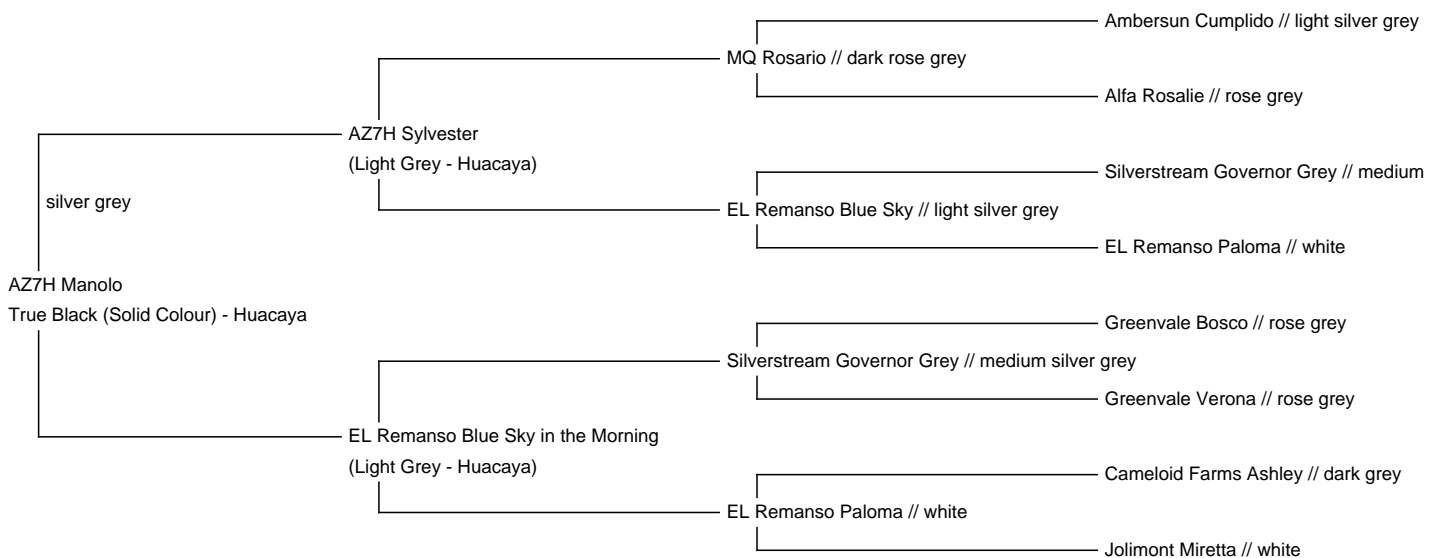 Ambersun Cumplido // light silver grey
MQ Rosario // dark rose grey
Alfa Rosalie // rose grey
AZ7H Sylvester
(Light Grey - Huacaya)
Silverstream Governor Grey // medium
silver grey
EL Remanso Blue Sky // light silver grey
EL Remanso Paloma // white
AZ7H Manolo
True Black (Solid Colour) - Huacaya
Greenvale Bosco // rose grey
Silverstream Governor Grey // medium silver grey
Greenvale Verona // rose grey
EL Remanso Blue Sky in the Morning
(Light Grey - Huacaya)
Cameloid Farms Ashley // dark grey
EL Remanso Paloma // white
Jolimont Miretta // white